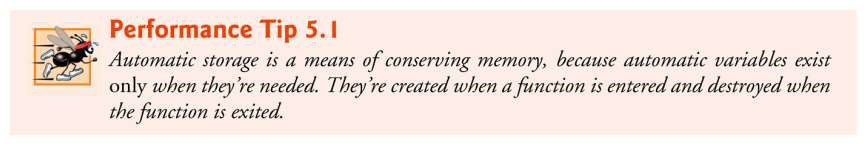 Performance Tip 5.1
Automatic storage is a means of conserving memory, because automatic variables exist
only when they’re needed. They’re created when a function is entered and destroyed when
the function is exited.